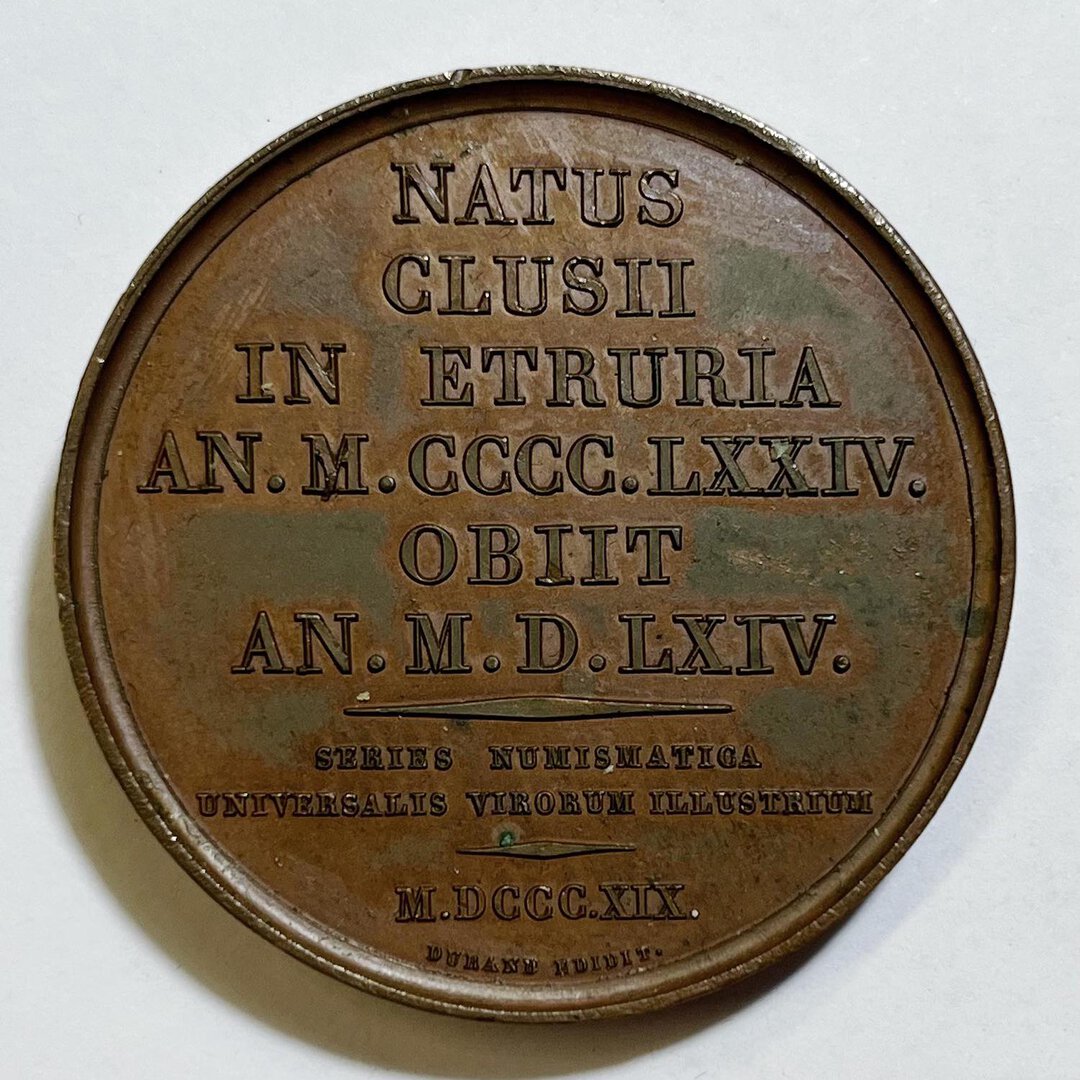 NATUS
CLUSII
IN ETRURIA
AN. M. CCCC. LXXIV.
OBIIT
AN. M. D. LXIV.
SERIES NUMISMATICA
UNIVERSALIS VIRORUM ILLUSTRIUM
M. DCCC. XIX.
DURAND EDIDIT.